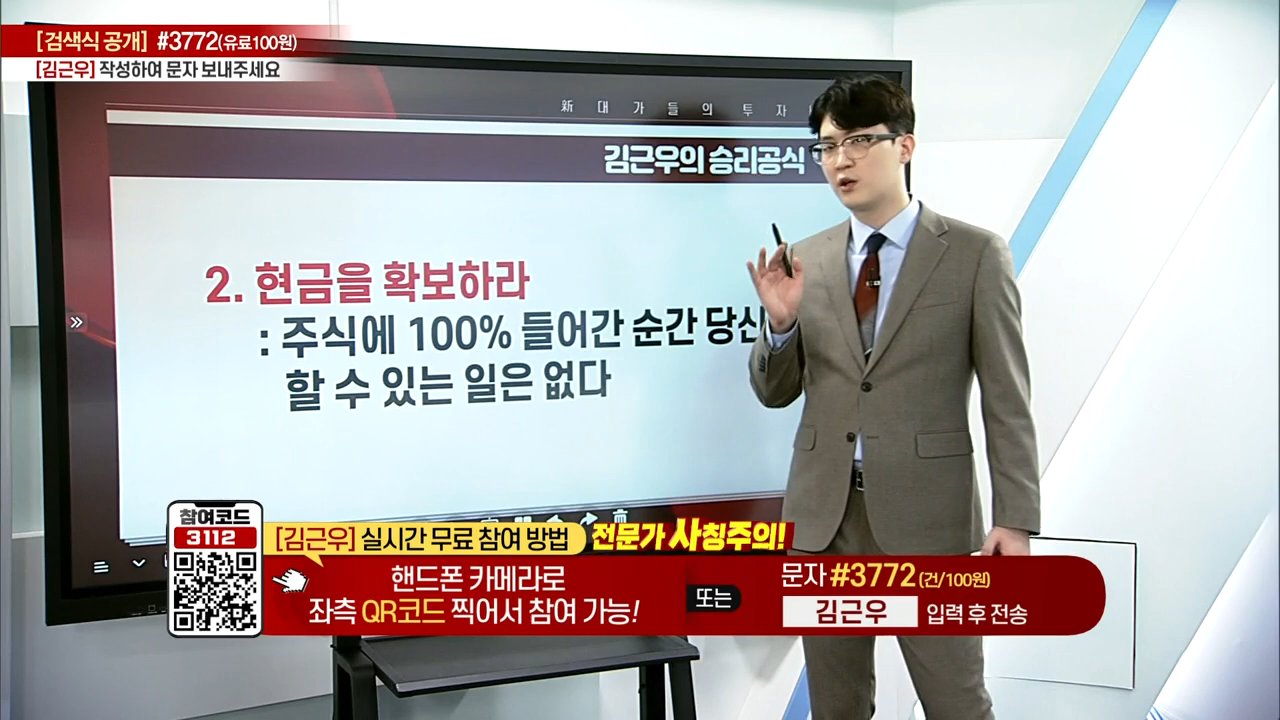 [검색식 공개] #3772(유료100원)
[김근우] 작성하여 문자 보내주세요
新 대 가 들 의 투 자
김근우의 승리공식
2. 현금을 확보하라
: 주식에 100% 들어간 순간 당신
할 수 있는 일은 없다
참여코드
3112
[김근우] 실시간 무료 참여 방법
전문가 사칭주의!
핸드폰 카메라로
좌측 QR코드 찍어서 참여 가능!
또는
문자 #3772 (건/100원)
김근우 입력 후 전송